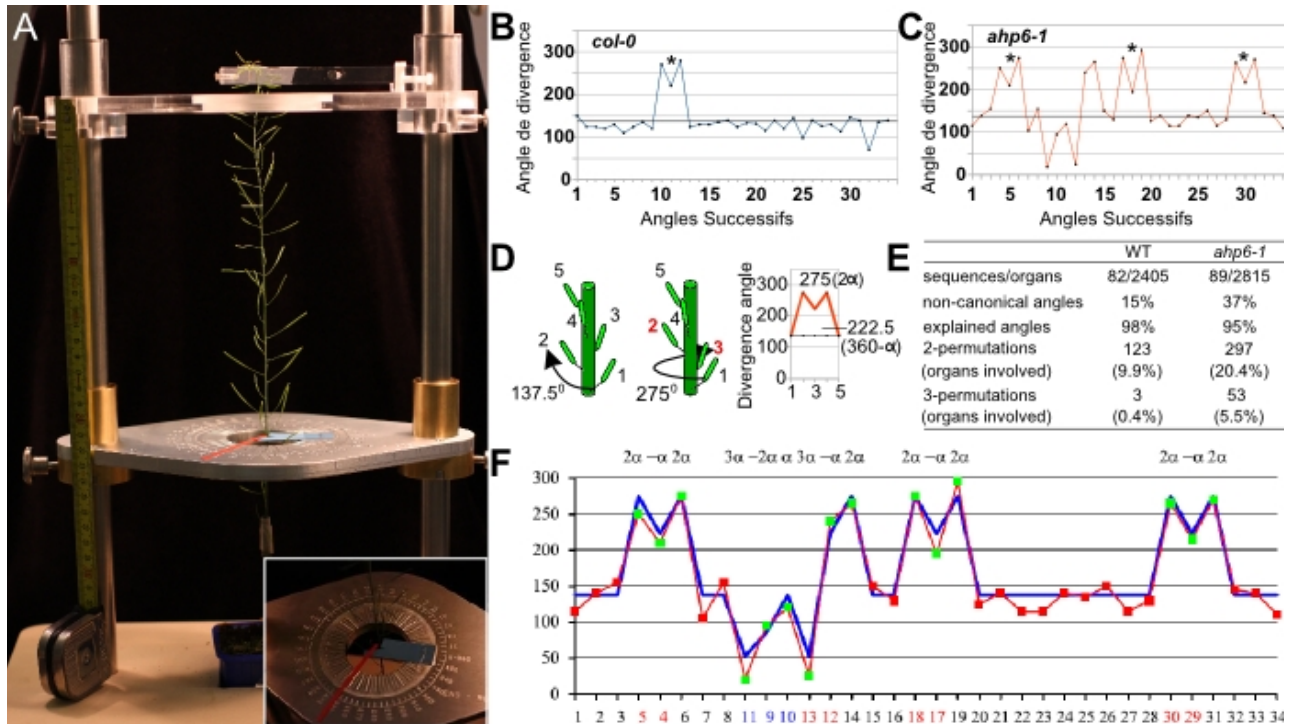 A
B
col-0
*
Angle de divergence
300
200
100
0
1 5 10 15 20 25 30
Angles Successifs
C
ahp6-1
* * *
Angle de divergence
300
200
100
0
1 5 10 15 20 25 30
Angles Successifs
D
5
4
3
2
1
137.5⁰
5
4
2
3
1
275⁰
Divergence angle
300
200
100
0
275(2α)
222.5
(360-α)
1 3 5
E
WT ahp6-1
sequences/organs 82/2405 89/2815
non-canonical angles 15% 37%
explained angles 98% 95%
2-permutations 123 297
(organs involved) (9.9%) (20.4%)
3-permutations 3 53
(organs involved) (0.4%) (5.5%)
F
2α −α 2α 3α −2α α 3α −α 2α 2α −α 2α 2α −α 2α
300
250
200
150
100
50
0
1 2 3 5 4 6 7 8 11 9 10 13 12 14 15 16 18 17 19 20 21 22 23 24 25 26 27 28 30 29 31 32 33 34